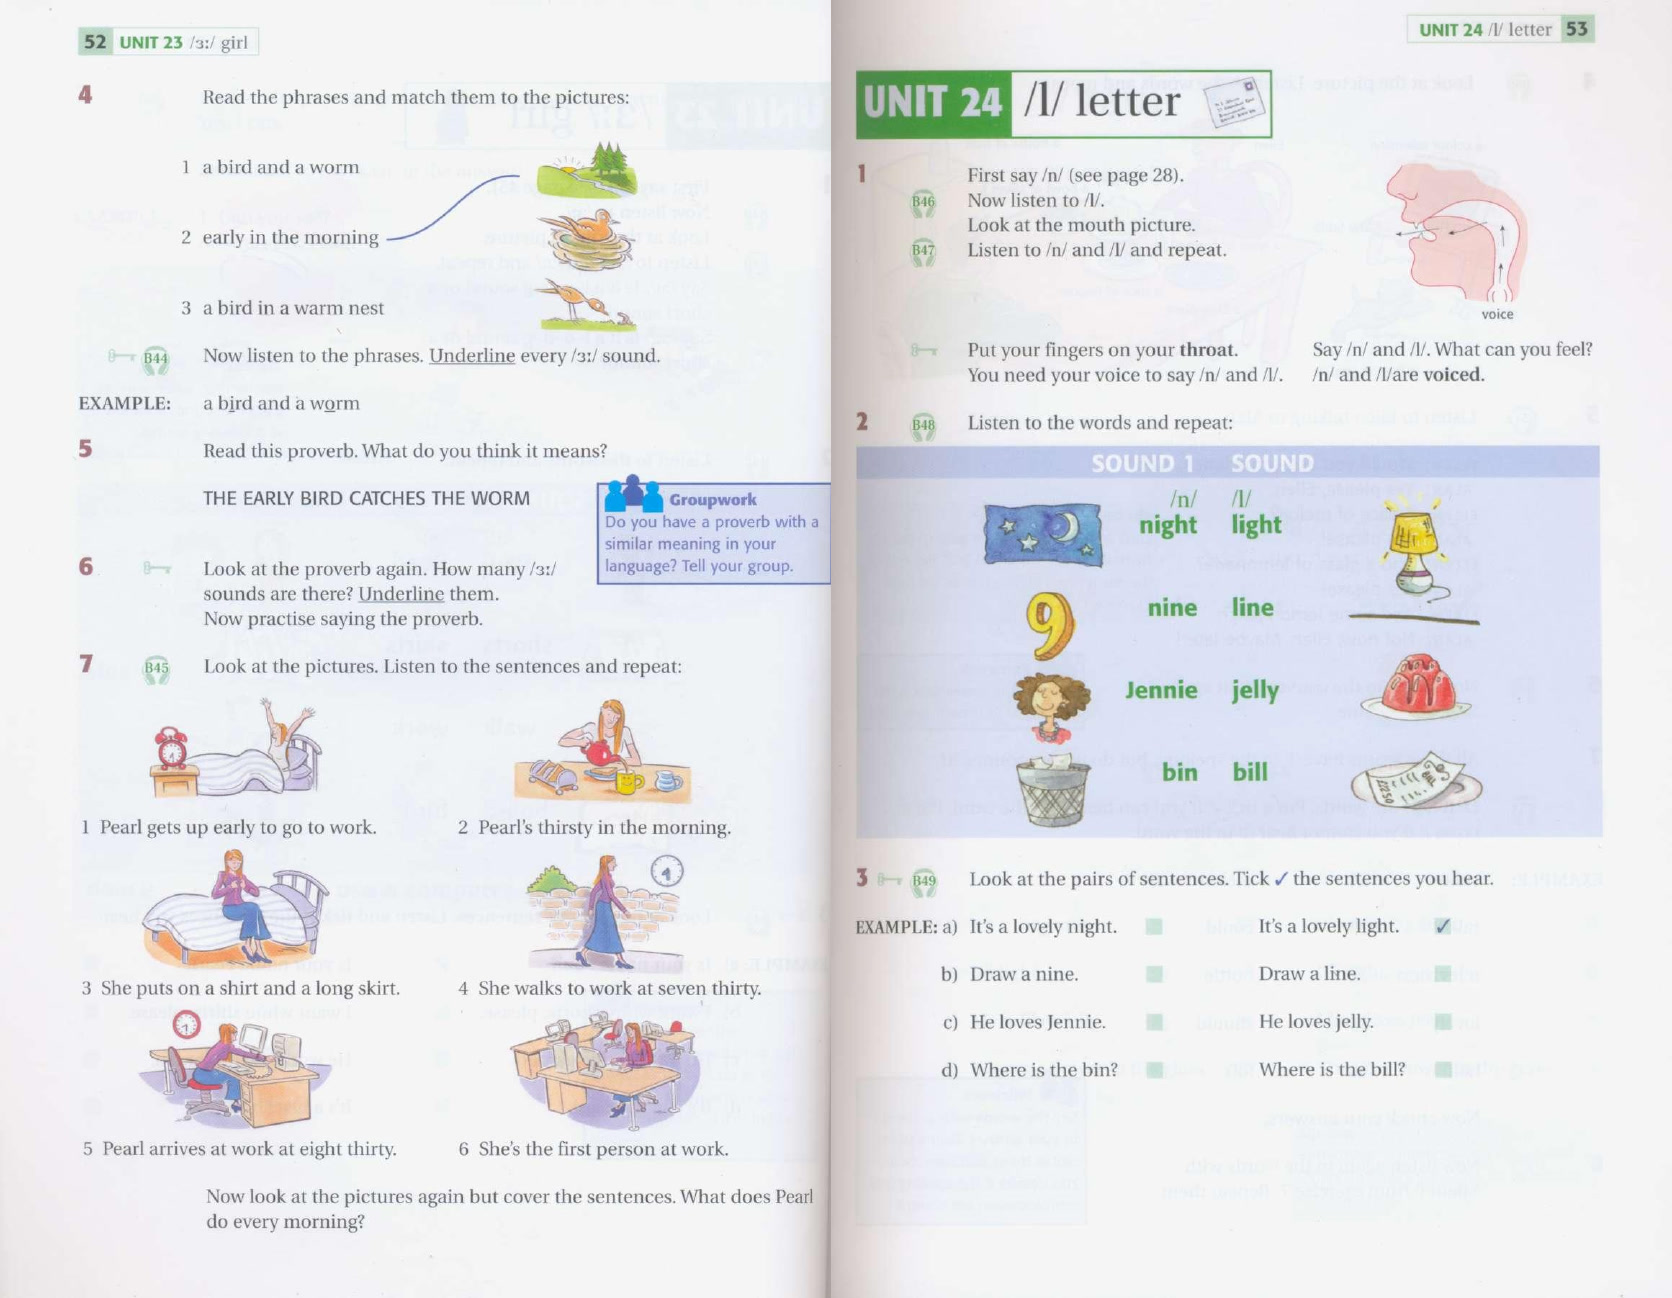 52 UNIT 23 /ɜː/ girl
4 Read the phrases and match them to the pictures:
1 a bird and a worm
2 early in the morning
3 a bird in a warm nest
B44 Now listen to the phrases. Underline every /ɜː/ sound.
EXAMPLE: a bird and a worm
5 Read this proverb. What do you think it means?
THE EARLY BIRD CATCHES THE WORM
Groupwork
Do you have a proverb with a
similar meaning in your
language? Tell your group.
6 Look at the proverb again. How many /ɜː/
sounds are there? Underline them.
Now practise saying the proverb.
7 B45 Look at the pictures. Listen to the sentences and repeat:
1 Pearl gets up early to go to work.
2 Pearl's thirsty in the morning.
3 She puts on a shirt and a long skirt.
4 She walks to work at seven thirty.
5 Pearl arrives at work at eight thirty.
6 She's the first person at work.
Now look at the pictures again but cover the sentences. What does Pearl
do every morning?
UNIT 24 /l/ letter 53
UNIT 24 /l/ letter
1 First say /n/ (see page 28).
B46 Now listen to /l/.
Look at the mouth picture.
B47 Listen to /n/ and /l/ and repeat.
voice
Put your fingers on your throat. Say /n/ and /l/. What can you feel?
You need your voice to say /n/ and /l/. /n/ and /l/are voiced.
2 B48 Listen to the words and repeat:
SOUND 1 SOUND
/n/ /l/
night light
9
nine line
Jennie jelly
bin bill
3 B49 Look at the pairs of sentences. Tick ✓ the sentences you hear.
EXAMPLE: a) It's a lovely night. It's a lovely light. ✓
b) Draw a nine. Draw a line.
c) He loves Jennie. He loves jelly.
d) Where is the bin? Where is the bill?